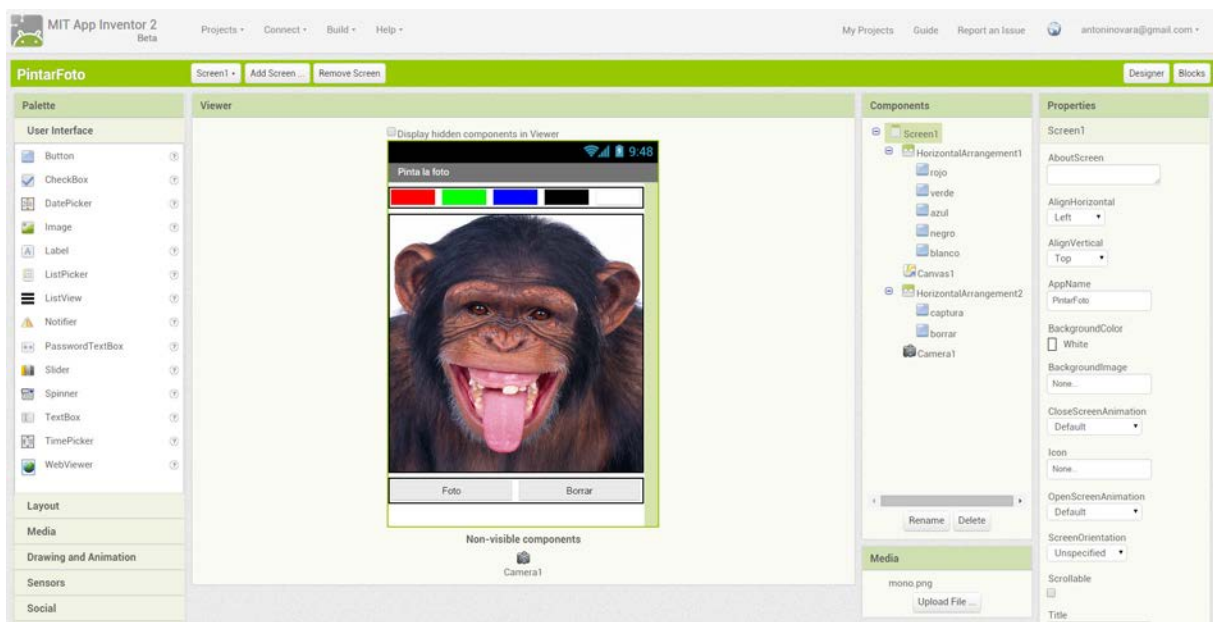 MIT App Inventor 2
Beta
Projects Connect Build Help
My Projects Guide Report an Issue antoninovara@gmail.com
PintarFoto
Screen1 Add Screen ... Remove Screen
Designer Blocks
Palette
User Interface
Button
CheckBox
DatePicker
Image
Label
ListPicker
ListView
Notifier
PasswordTextBox
Slider
Spinner
TextBox
TimePicker
WebViewer
Layout
Media
Drawing and Animation
Sensors
Social
Viewer
Display hidden components in Viewer
9:48
Pinta la foto
Foto Borrar
Non-visible components
Camera1
Components
Screen1
HorizontalArrangement1
rojo
verde
azul
negro
blanco
Canvas1
HorizontalArrangement2
captura
borrar
Camera1
Rename Delete
Media
mono.png
Upload File ...
Properties
Screen1
AboutScreen
AlignHorizontal
Left
AlignVertical
Top
AppName
PintarFoto
BackgroundColor
White
BackgroundImage
None...
CloseScreenAnimation
Default
Icon
None...
OpenScreenAnimation
Default
ScreenOrientation
Unspecified
Scrollable
Title